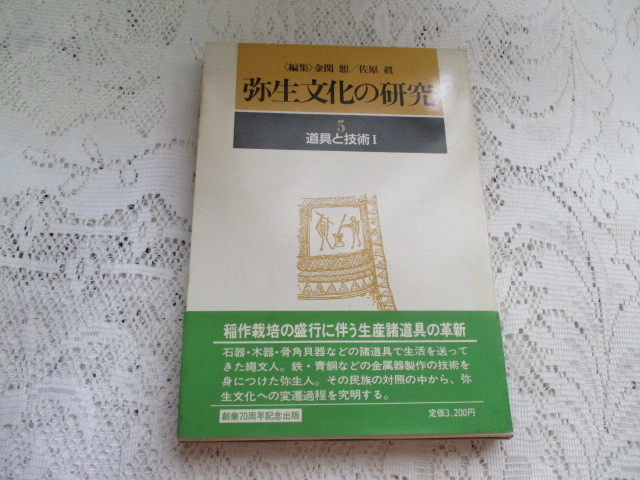 〈編集〉金関 恕／佐原 眞
弥生文化の研究
5
道具と技術 I
稲作栽培の盛行に伴う生産諸道具の革新
石器・木器・骨角貝器などの諸道具で生活を送って
きた縄文人。鉄・青銅などの金属器製作の技術を
身につけた弥生人。その民族の対照の中から、弥
生文化への変遷過程を究明する。
創業70周年記念出版
定価3,200円